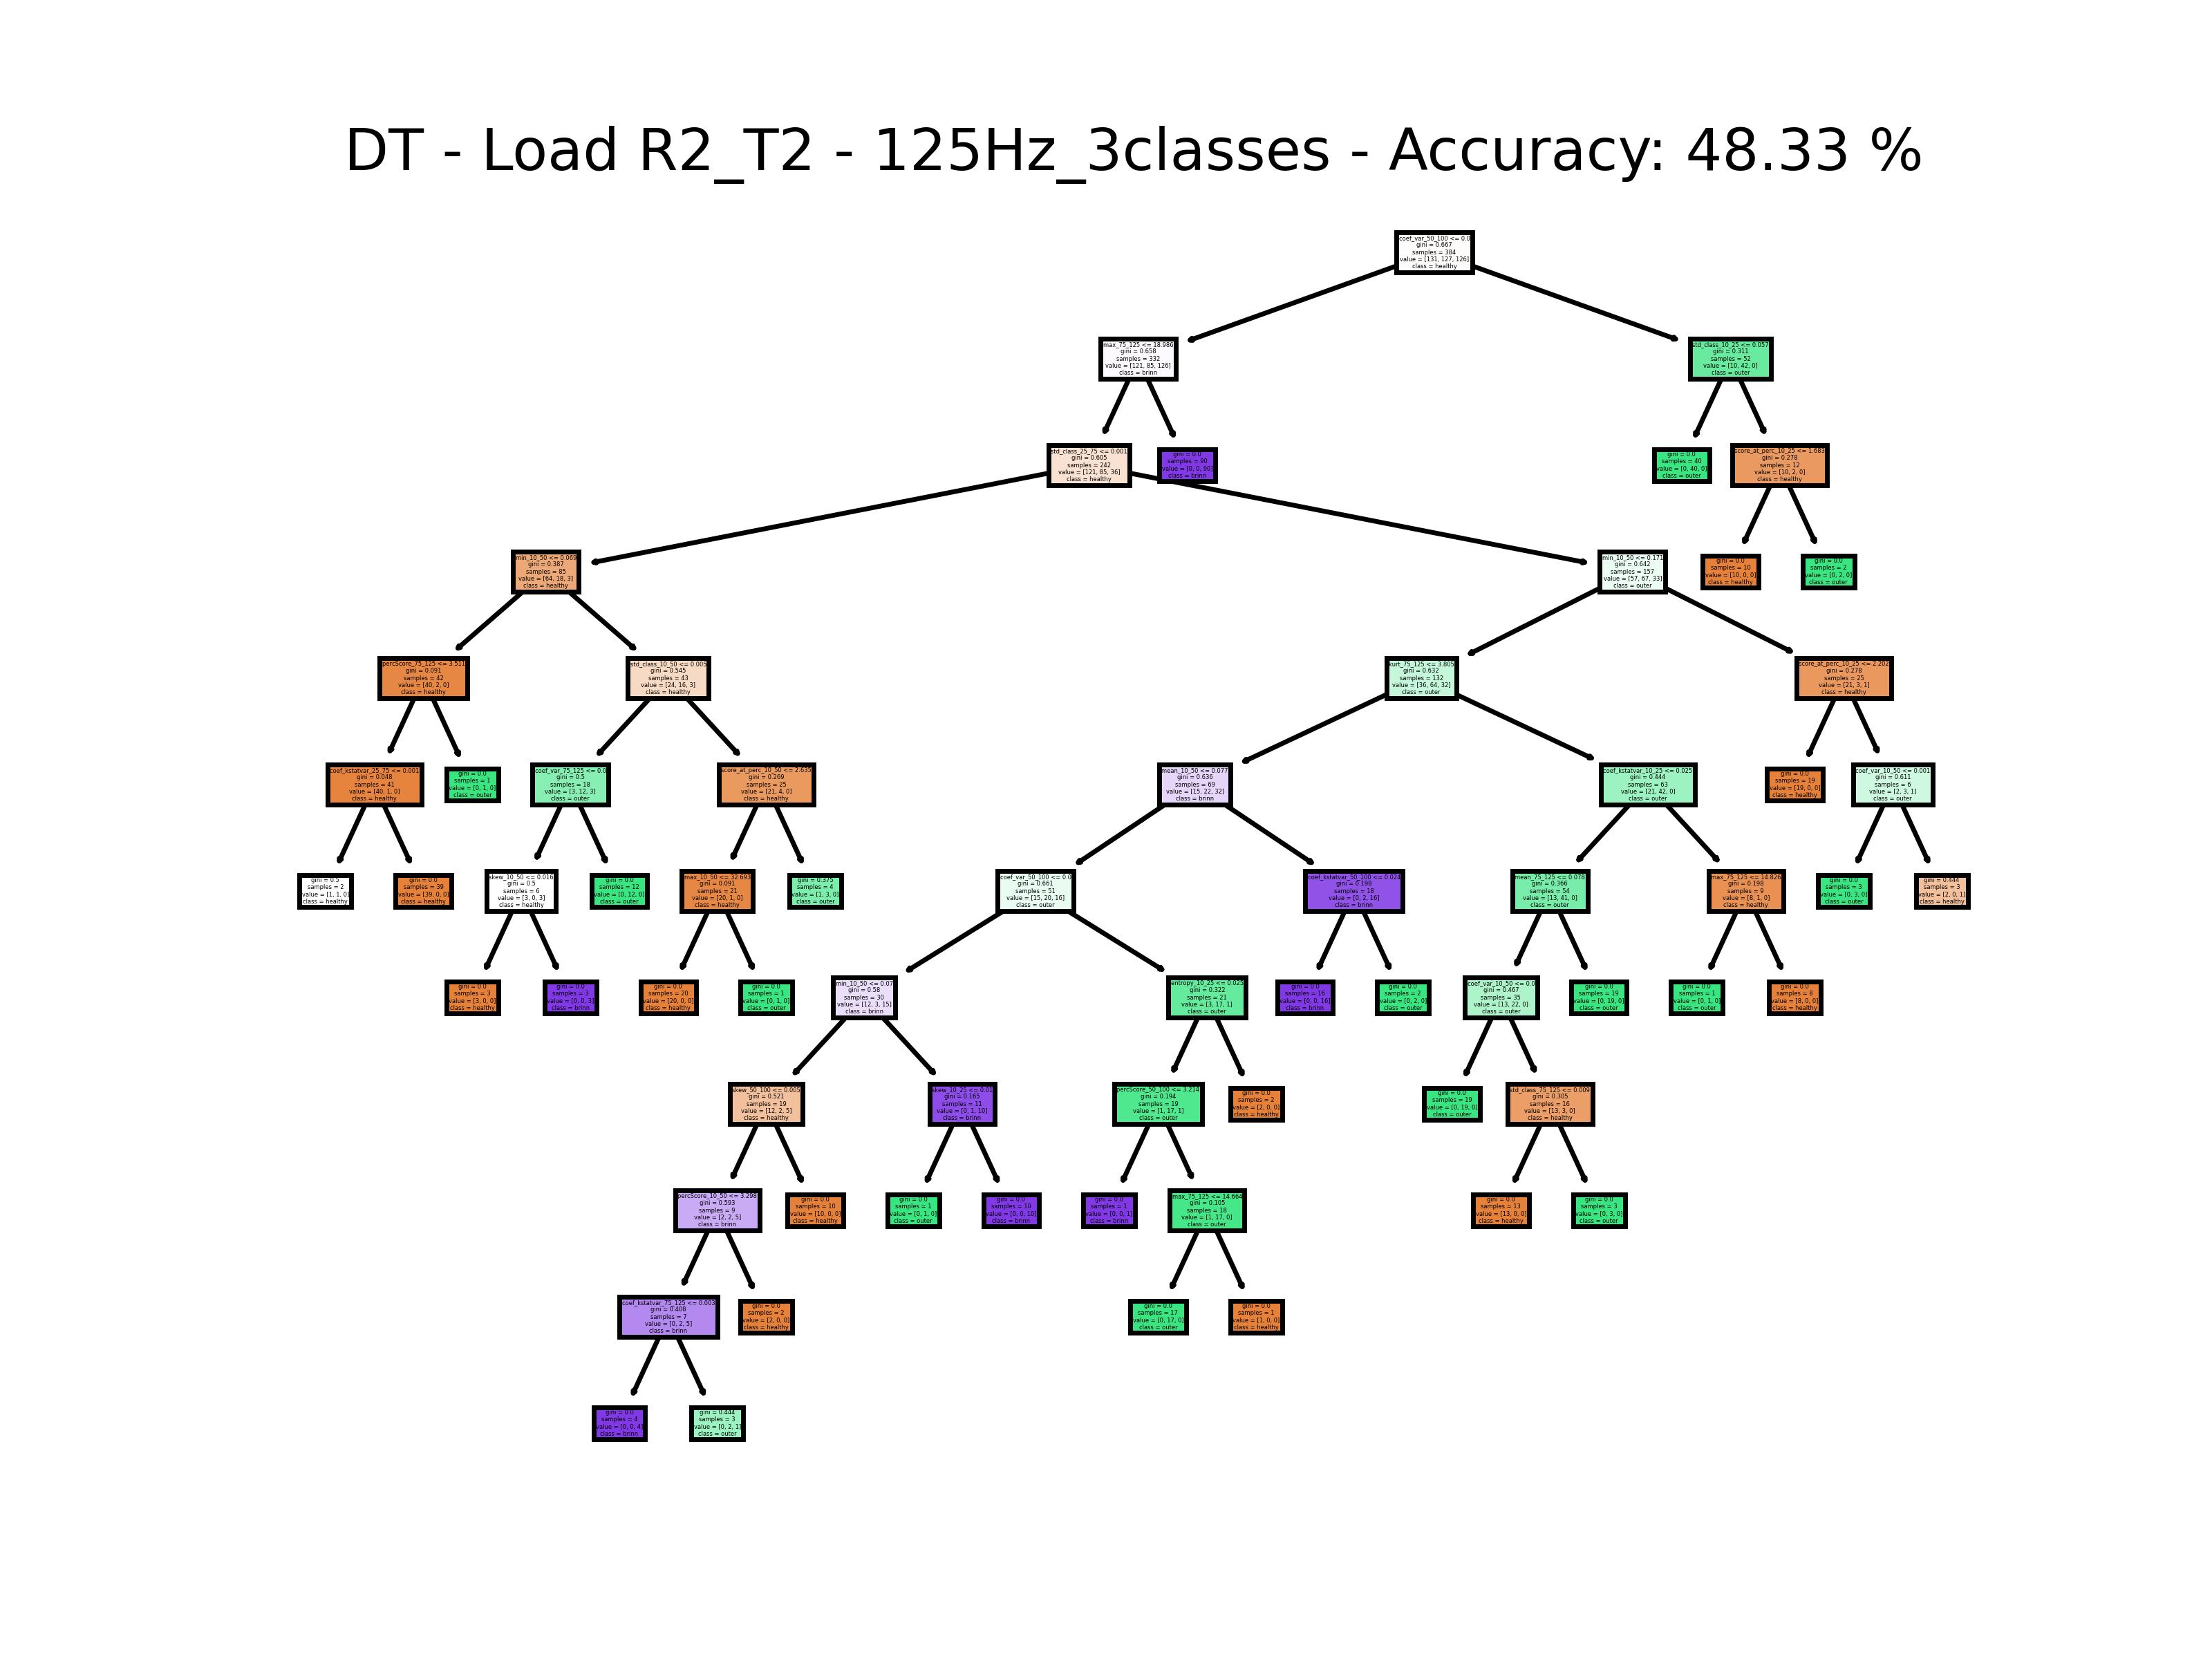 DT - Load R2_T2 - 125Hz_3classes - Accuracy: 48.33 %
coef_var_50_100 <= 0.0
gini = 0.667
samples = 384
value = [131, 127, 126]
class = healthy
max_75_125 <= 18.986
gini = 0.658
samples = 332
value = [121, 85, 126]
class = brinn
std_class_10_25 <= 0.057
gini = 0.311
samples = 52
value = [10, 42, 0]
class = outer
std_class_25_75 <= 0.001
gini = 0.605
samples = 242
value = [121, 85, 36]
class = healthy
gini = 0.0
samples = 90
value = [0, 0, 90]
class = brinn
gini = 0.0
samples = 40
value = [0, 40, 0]
class = outer
score_at_perc_10_25 <= 1.683
gini = 0.278
samples = 12
value = [10, 2, 0]
class = healthy
min_10_50 <= 0.069
gini = 0.387
samples = 85
value = [64, 18, 3]
class = healthy
min_10_50 <= 0.171
gini = 0.642
samples = 157
value = [57, 67, 33]
class = outer
gini = 0.0
samples = 10
value = [10, 0, 0]
class = healthy
gini = 0.0
samples = 2
value = [0, 2, 0]
class = outer
percScore_75_125 <= 3.511
gini = 0.091
samples = 42
value = [40, 2, 0]
class = healthy
std_class_10_50 <= 0.005
gini = 0.545
samples = 43
value = [24, 16, 3]
class = healthy
kurt_75_125 <= 3.805
gini = 0.632
samples = 132
value = [36, 64, 32]
class = outer
score_at_perc_10_25 <= 2.202
gini = 0.278
samples = 25
value = [21, 3, 1]
class = healthy
coef_kstatvar_25_75 <= 0.001
gini = 0.048
samples = 41
value = [40, 1, 0]
class = healthy
gini = 0.0
samples = 1
value = [0, 1, 0]
class = outer
coef_var_75_125 <= 0.0
gini = 0.5
samples = 18
value = [3, 12, 3]
class = outer
score_at_perc_10_50 <= 2.635
gini = 0.269
samples = 25
value = [21, 4, 0]
class = healthy
mean_10_50 <= 0.077
gini = 0.636
samples = 69
value = [15, 22, 32]
class = brinn
coef_kstatvar_10_25 <= 0.025
gini = 0.444
samples = 63
value = [21, 42, 0]
class = outer
gini = 0.0
samples = 19
value = [19, 0, 0]
class = healthy
coef_var_10_50 <= 0.001
gini = 0.611
samples = 6
value = [2, 3, 1]
class = outer
gini = 0.5
samples = 2
value = [1, 1, 0]
class = healthy
gini = 0.0
samples = 39
value = [39, 0, 0]
class = healthy
skew_10_50 <= 0.016
gini = 0.5
samples = 6
value = [3, 0, 3]
class = healthy
gini = 0.0
samples = 12
value = [0, 12, 0]
class = outer
max_10_50 <= 32.693
gini = 0.091
samples = 21
value = [20, 1, 0]
class = healthy
gini = 0.375
samples = 4
value = [1, 3, 0]
class = outer
coef_var_50_100 <= 0.0
gini = 0.661
samples = 51
value = [15, 20, 16]
class = outer
coef_kstatvar_50_100 <= 0.024
gini = 0.198
samples = 18
value = [0, 2, 16]
class = brinn
mean_75_125 <= 0.076
gini = 0.366
samples = 54
value = [13, 41, 0]
class = outer
max_75_125 <= 14.826
gini = 0.198
samples = 9
value = [8, 1, 0]
class = healthy
gini = 0.0
samples = 3
value = [0, 3, 0]
class = outer
gini = 0.444
samples = 3
value = [2, 0, 1]
class = healthy
gini = 0.0
samples = 3
value = [3, 0, 0]
class = healthy
gini = 0.0
samples = 3
value = [0, 0, 3]
class = brinn
gini = 0.0
samples = 20
value = [20, 0, 0]
class = healthy
gini = 0.0
samples = 1
value = [0, 1, 0]
class = outer
min_10_50 <= 0.07
gini = 0.58
samples = 30
value = [12, 3, 15]
class = brinn
entropy_10_25 <= 0.025
gini = 0.322
samples = 21
value = [3, 17, 1]
class = outer
gini = 0.0
samples = 16
value = [0, 0, 16]
class = brinn
gini = 0.0
samples = 2
value = [0, 2, 0]
class = outer
coef_var_10_50 <= 0.0
gini = 0.467
samples = 35
value = [13, 22, 0]
class = outer
gini = 0.0
samples = 19
value = [0, 19, 0]
class = outer
gini = 0.0
samples = 1
value = [0, 1, 0]
class = outer
gini = 0.0
samples = 8
value = [8, 0, 0]
class = healthy
skew_50_100 <= 0.005
gini = 0.521
samples = 19
value = [12, 2, 5]
class = healthy
skew_10_25 <= 0.01
gini = 0.165
samples = 11
value = [0, 1, 10]
class = brinn
percScore_50_100 <= 3.214
gini = 0.194
samples = 19
value = [1, 17, 1]
class = outer
gini = 0.0
samples = 2
value = [2, 0, 0]
class = healthy
gini = 0.0
samples = 19
value = [0, 19, 0]
class = outer
std_class_75_125 <= 0.009
gini = 0.305
samples = 16
value = [13, 3, 0]
class = healthy
percScore_10_50 <= 3.298
gini = 0.593
samples = 9
value = [2, 2, 5]
class = brinn
gini = 0.0
samples = 10
value = [10, 0, 0]
class = healthy
gini = 0.0
samples = 1
value = [0, 1, 0]
class = outer
gini = 0.0
samples = 10
value = [0, 0, 10]
class = brinn
gini = 0.0
samples = 1
value = [0, 0, 1]
class = brinn
max_75_125 <= 14.664
gini = 0.105
samples = 18
value = [1, 17, 0]
class = outer
gini = 0.0
samples = 13
value = [13, 0, 0]
class = healthy
gini = 0.0
samples = 3
value = [0, 3, 0]
class = outer
coef_kstatvar_75_125 <= 0.003
gini = 0.408
samples = 7
value = [0, 2, 5]
class = brinn
gini = 0.0
samples = 2
value = [2, 0, 0]
class = healthy
gini = 0.0
samples = 17
value = [0, 17, 0]
class = outer
gini = 0.0
samples = 1
value = [1, 0, 0]
class = healthy
gini = 0.0
samples = 4
value = [0, 0, 4]
class = brinn
gini = 0.444
samples = 3
value = [0, 2, 1]
class = outer